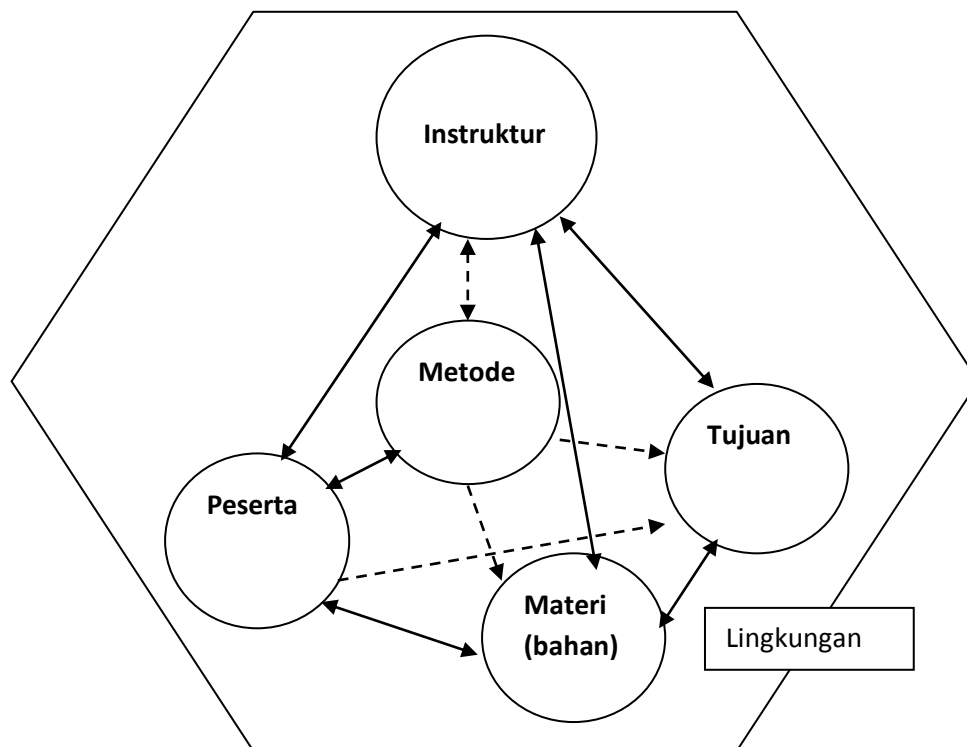 Instruktur
Metode
Tujuan
Peserta
Materi
(bahan)
Lingkungan